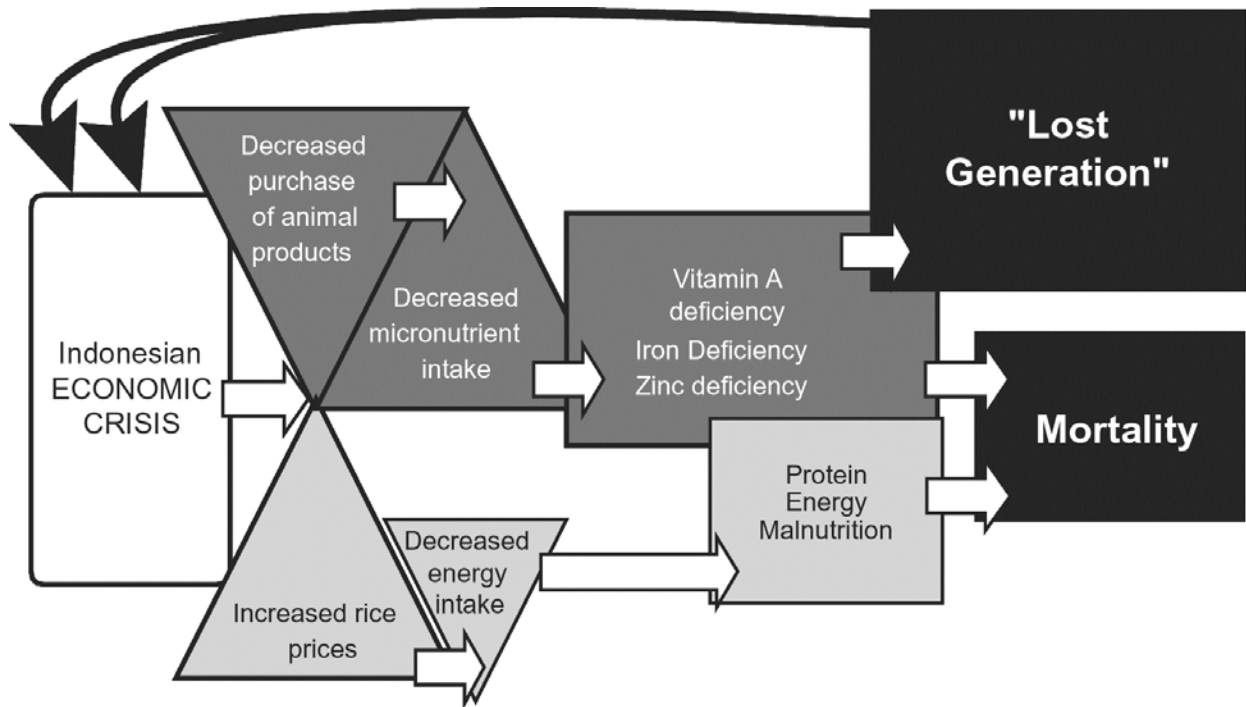 "Lost
Generation"
Decreased
purchase
of animal
products
Decreased
micronutrient
intake
Vitamin A
deficiency
Iron Deficiency
Zinc deficiency
Indonesian
ECONOMIC
CRISIS
Mortality
Protein
Energy
Malnutrition
Decreased
energy
intake
Increased rice
prices